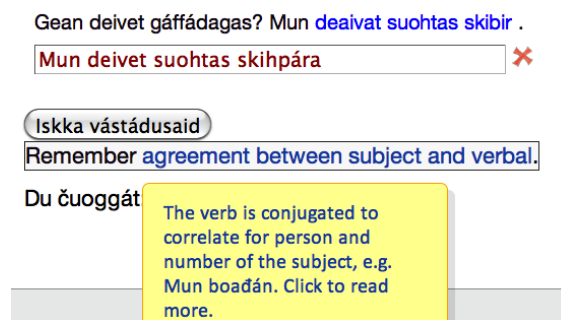 Gean deivet gáffádagas? Mun deaivat suohtas skibir .
Mun deivet suohtas skihpára
Iskka vástádusaid
Remember agreement between subject and verbal.
Du čuoggát:
The verb is conjugated to
correlate for person and
number of the subject, e.g.
Mun boađán. Click to read
more.